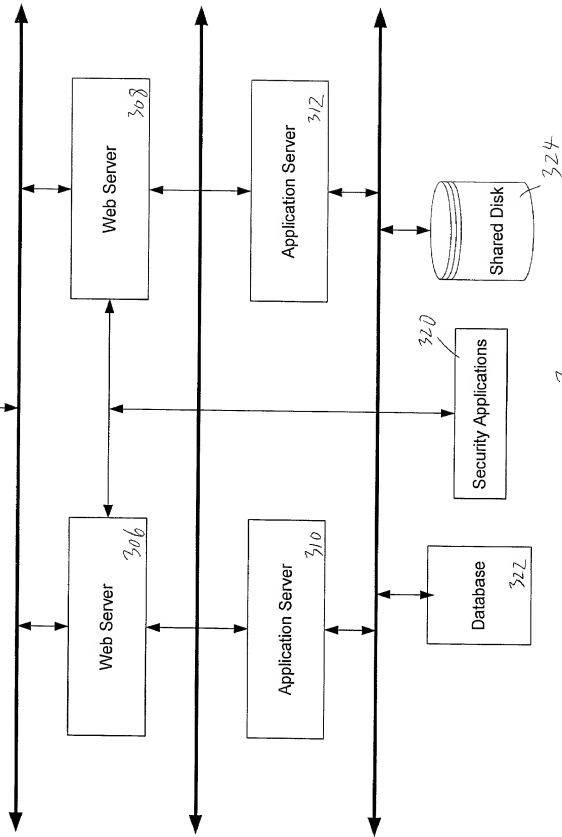 Web Server
306
Web Server
308
Application Server
310
Application Server
312
Database
322
Security Applications
320
Shared Disk
324